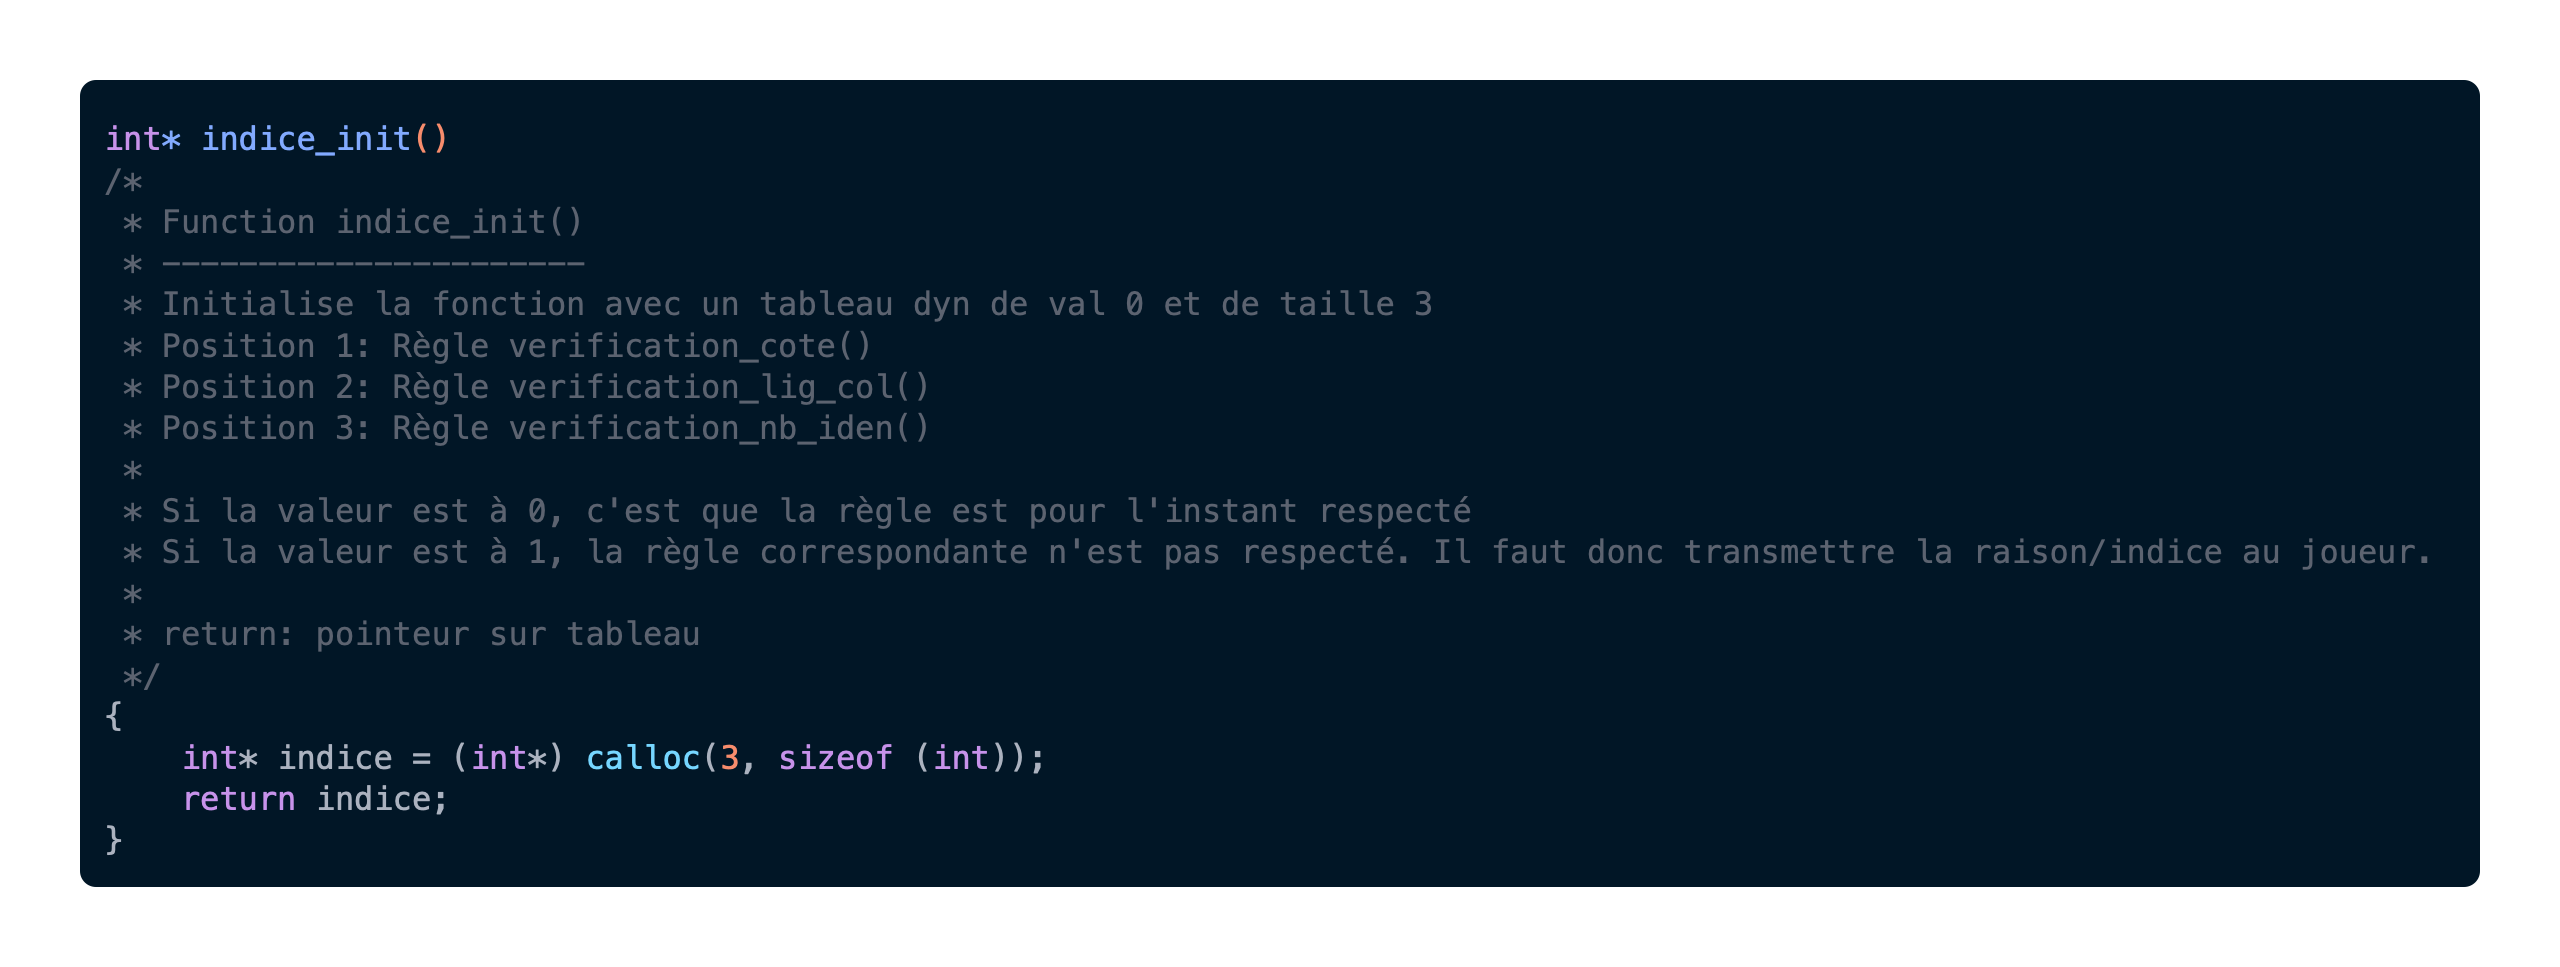 int* indice_init()
/*
 * Function indice_init()
 * ----------------------
 * Initialise la fonction avec un tableau dyn de val 0 et de taille 3
 * Position 1: Règle verification_cote()
 * Position 2: Règle verification_lig_col()
 * Position 3: Règle verification_nb_iden()
 *
 * Si la valeur est à 0, c'est que la règle est pour l'instant respecté
 * Si la valeur est à 1, la règle correspondante n'est pas respecté. Il faut donc transmettre la raison/indice au joueur.
 *
 * return: pointeur sur tableau
 */
{
    int* indice = (int*) calloc(3, sizeof (int));
    return indice;
}